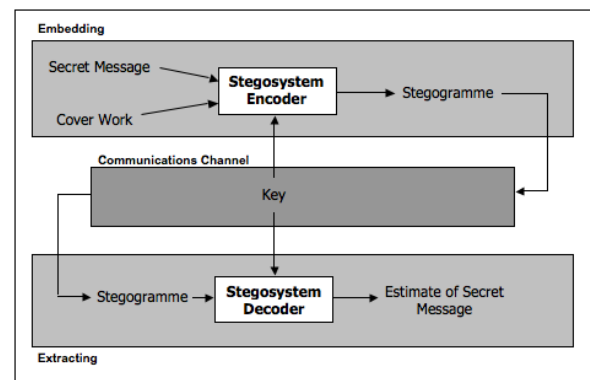 Embedding
Secret Message
Stegosystem
Encoder
Stegogramme
Cover Work
Communications Channel
Key
Stegogramme
Stegosystem
Decoder
Estimate of Secret
Message
Extracting